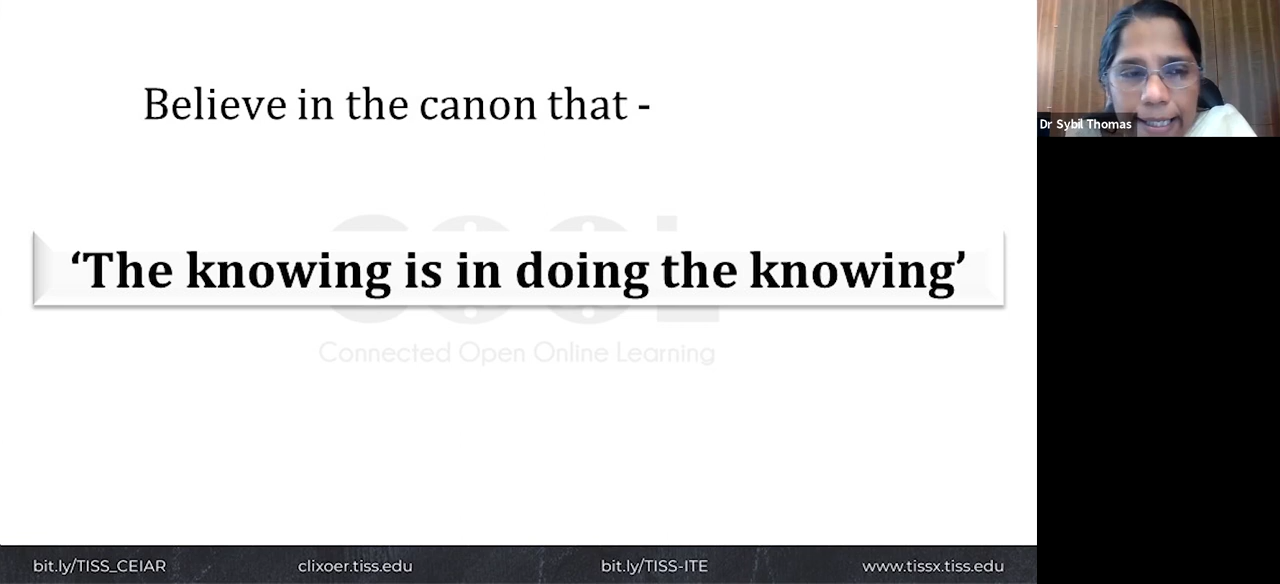 Believe in the canon that -
‘The knowing is in doing the knowing’
COOL
Connected Open Online Learning
Dr Sybil Thomas
bit.ly/TISS_CEIAR
clixoer.tiss.edu
bit.ly/TISS-ITE
www.tissx.tiss.edu